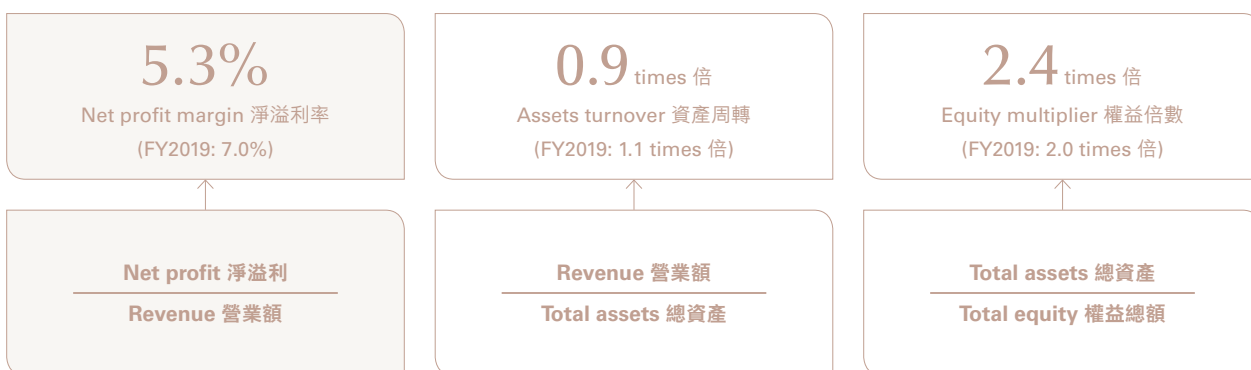 5.3%
Net profit margin 淨溢利率
(FY2019: 7.0%)
0.9 times 倍
Assets turnover 資產周轉
(FY2019: 1.1 times 倍)
2.4 times 倍
Equity multiplier 權益倍數
(FY2019: 2.0 times 倍)
Net profit 淨溢利
Revenue 營業額
Revenue 營業額
Total assets 總資產
Total assets 總資產
Total equity 權益總額